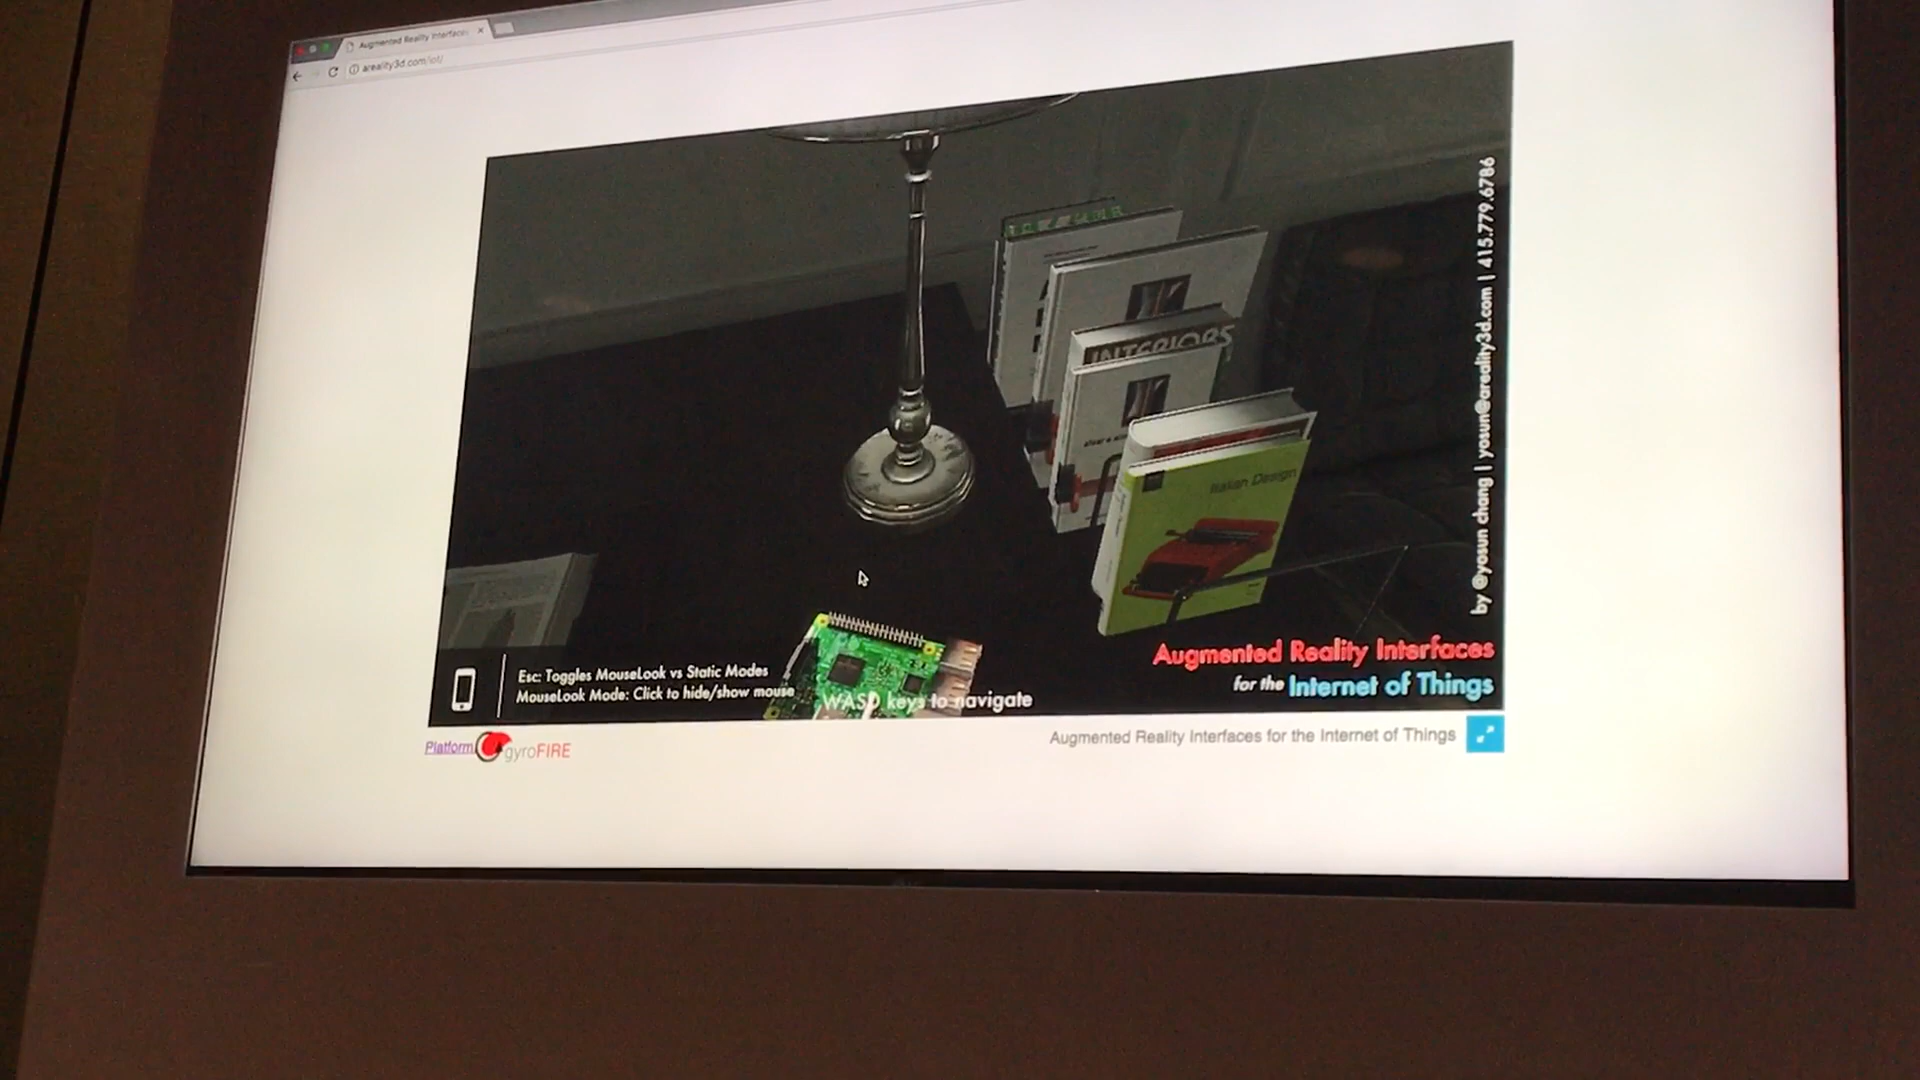 Augmented Reality Interfaces
areality3d.com/iot/
INTERIORS
Italian Design
by @yosun chang | yosun@areality3d.com | 415.779.6786
Esc: Toggles MouseLook vs Static Modes
MouseLook Mode: Click to hide/show mouse
WASD keys to navigate
Augmented Reality Interfaces
for the Internet of Things
Platform
gyroFIRE
Augmented Reality Interfaces for the Internet of Things